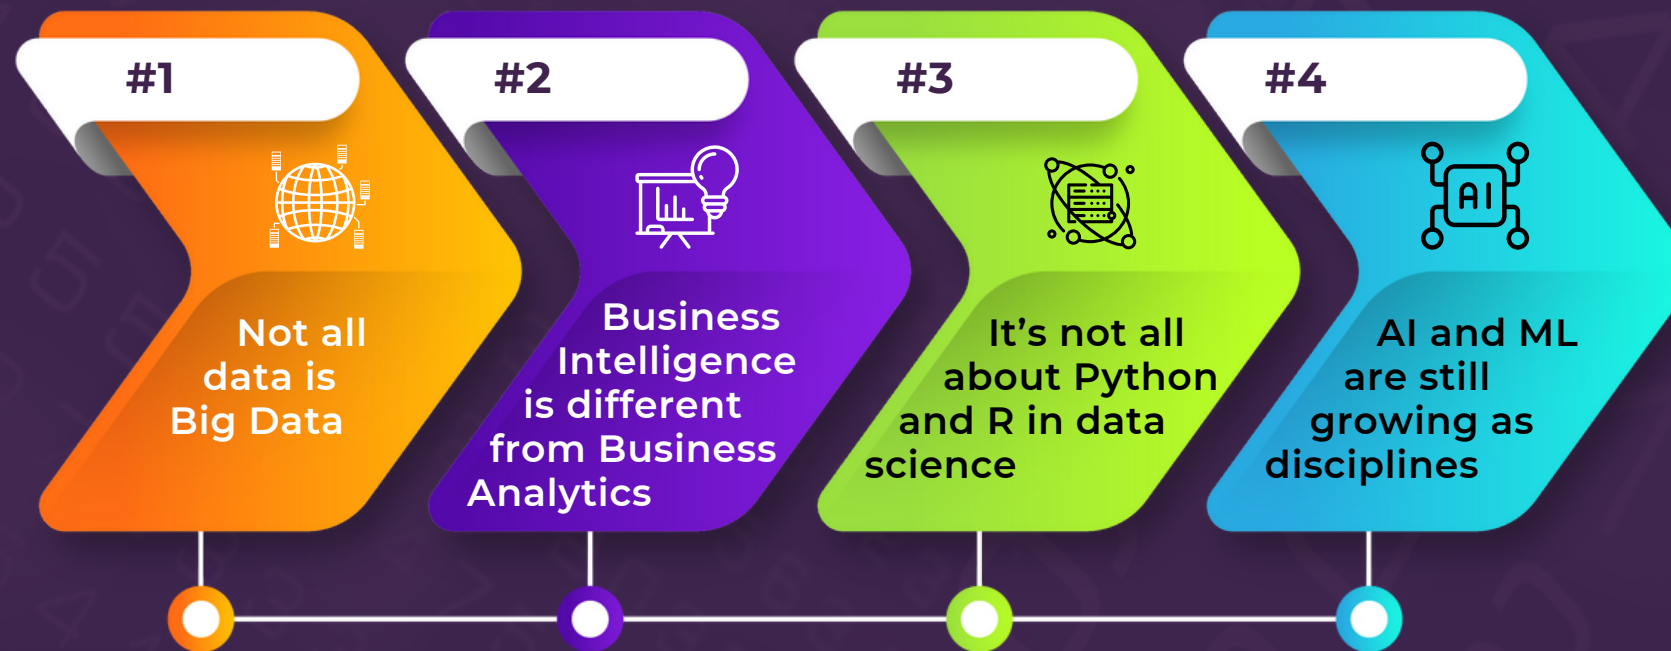 #1
Not all
data is
Big Data
#2
Business
Intelligence
is different
from Business
Analytics
#3
It’s not all
about Python
and R in data
science
#4
AI
AI and ML
are still
growing as
disciplines